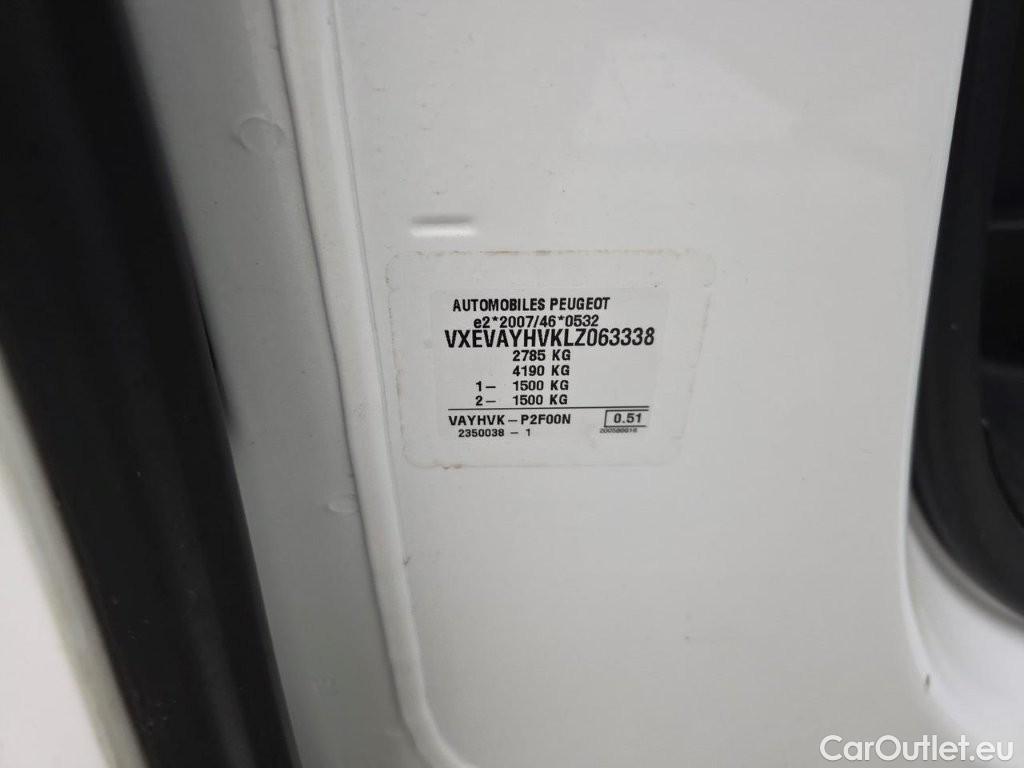 AUTOMOBILES PEUGEOT
e2*2007/46*0532
VXEVAYHVKLZ063338
2785 KG
4190 KG
1- 1500 KG
2- 1500 KG
VAYHVK-P2F00N 0.51
2350038 - 1
CarOutlet.eu